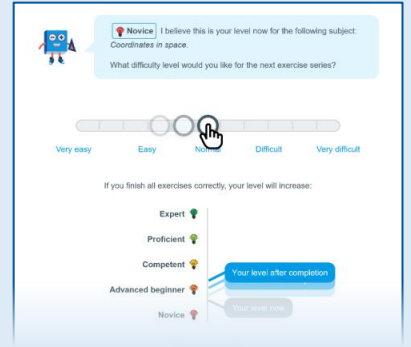 Novice I believe this is your level now for the following subject:
Coordinates in space.
What difficulty level would you like for the next exercise series?
Very easy Easy Normal Difficult Very difficult
If you finish all exercises correctly, your level will increase:
Expert
Proficient
Competent
Your level after completion
Advanced beginner
Your level now
Novice